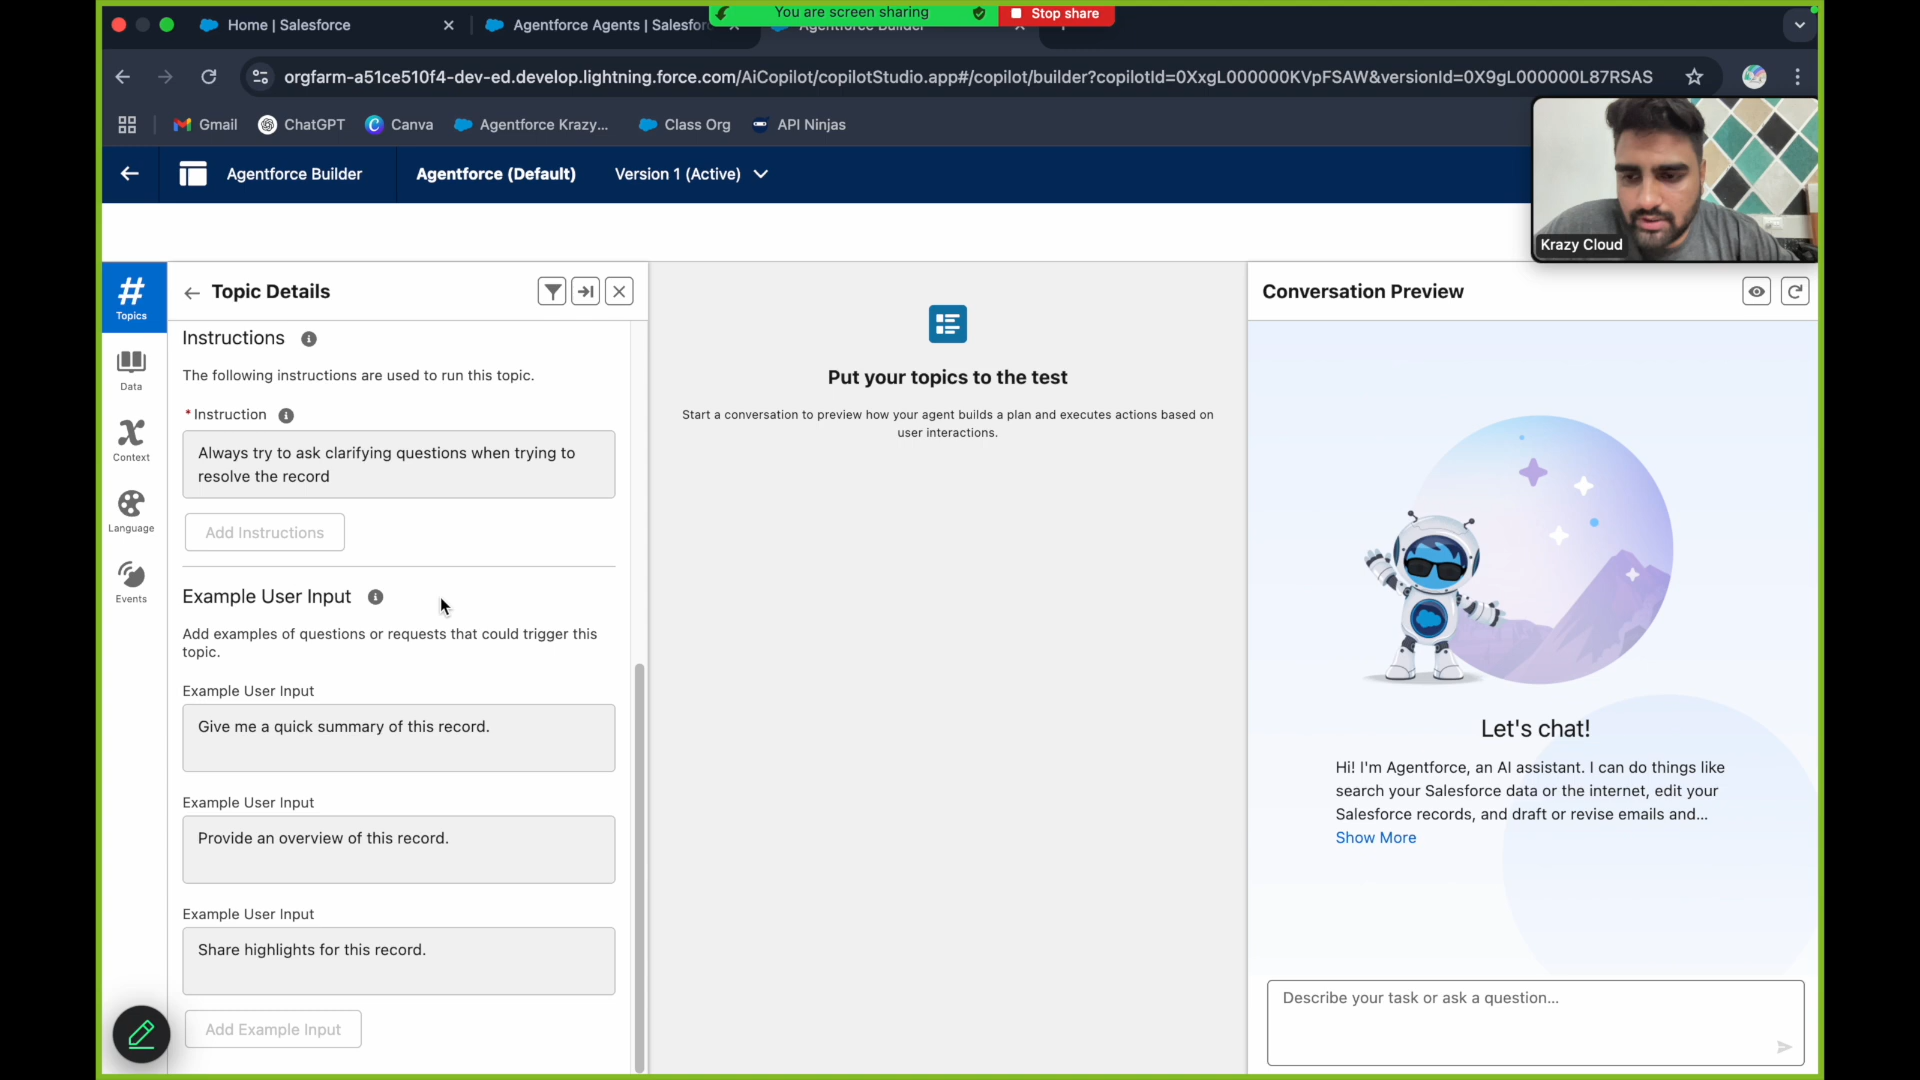 You are screen sharing
Stop share
Home | Salesforce
Agentforce Agents | Salesfor
Agentforce Builder
orgfarm-a51ce510f4-dev-ed.develop.lightning.force.com/AiCopilot/copilotStudio.app#/copilot/builder?copilotId=0XxgL000000KVpFSAW&versionId=0X9gL000000L87RSAS
Gmail
ChatGPT
Canva
Agentforce Krazy...
Class Org
API Ninjas
Agentforce Builder
Agentforce (Default)
Version 1 (Active)
Krazy Cloud
Topics
Data
Context
Language
Events
Topic Details
Instructions
The following instructions are used to run this topic.
* Instruction
Always try to ask clarifying questions when trying to
resolve the record
Add Instructions
Example User Input
Add examples of questions or requests that could trigger this
topic.
Example User Input
Give me a quick summary of this record.
Example User Input
Provide an overview of this record.
Example User Input
Share highlights for this record.
Add Example Input
Put your topics to the test
Start a conversation to preview how your agent builds a plan and executes actions based on
user interactions.
Conversation Preview
Let's chat!
Hi! I'm Agentforce, an AI assistant. I can do things like
search your Salesforce data or the internet, edit your
Salesforce records, and draft or revise emails and...
Show More
Describe your task or ask a question...